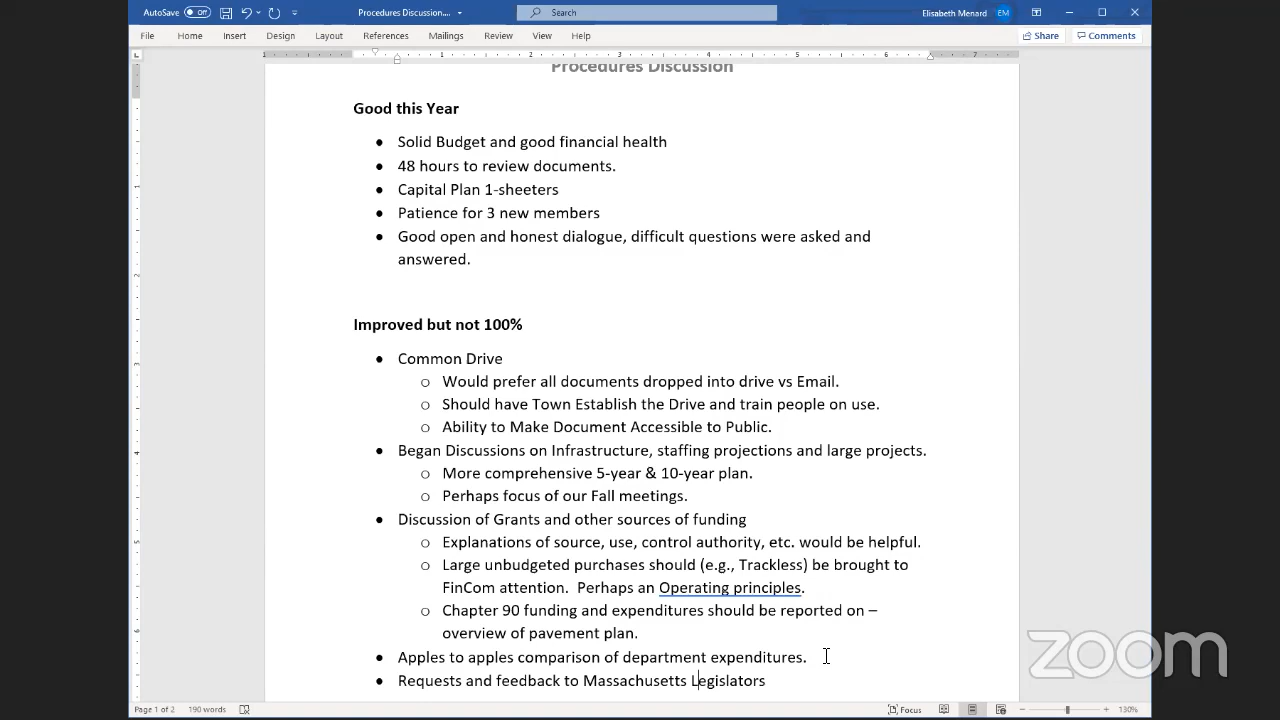 AutoSave Off Procedures Discussion.... Search Elisabeth Menard EM
File Home Insert Design Layout References Mailings Review View Help Share Comments
1 1 2 3 4 5 6 7
Procedures Discussion
Good this Year
• Solid Budget and good financial health
• 48 hours to review documents.
• Capital Plan 1-sheeters
• Patience for 3 new members
• Good open and honest dialogue, difficult questions were asked and
answered.
Improved but not 100%
• Common Drive
o Would prefer all documents dropped into drive vs Email.
o Should have Town Establish the Drive and train people on use.
o Ability to Make Document Accessible to Public.
• Began Discussions on Infrastructure, staffing projections and large projects.
o More comprehensive 5-year & 10-year plan.
o Perhaps focus of our Fall meetings.
• Discussion of Grants and other sources of funding
o Explanations of source, use, control authority, etc. would be helpful.
o Large unbudgeted purchases should (e.g., Trackless) be brought to
FinCom attention. Perhaps an Operating principles.
o Chapter 90 funding and expenditures should be reported on –
overview of pavement plan.
• Apples to apples comparison of department expenditures.
• Requests and feedback to Massachusetts Legislators
zoom
Page 1 of 2 190 words Focus 130%